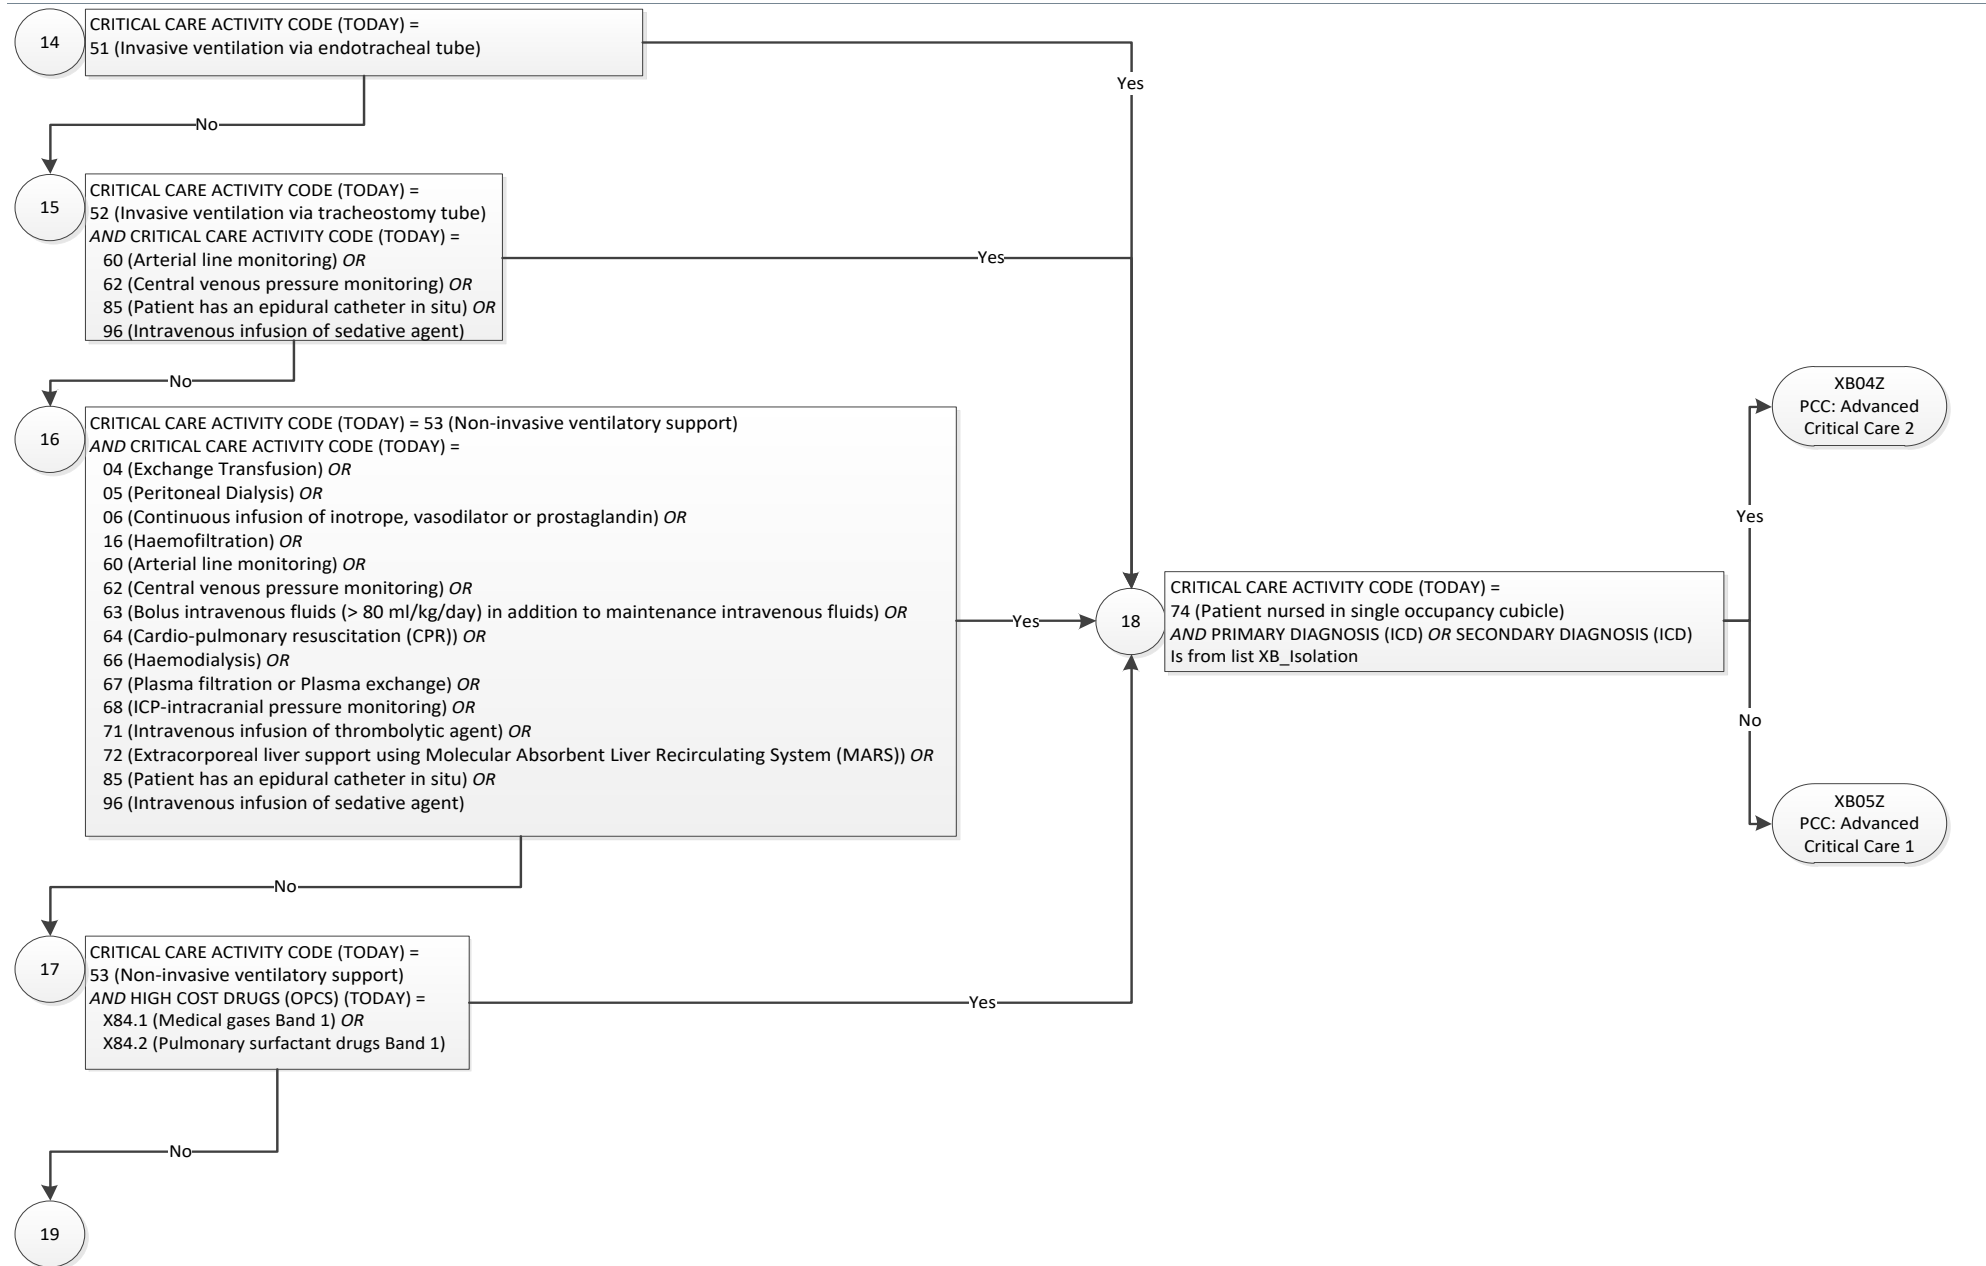 14
CRITICAL CARE ACTIVITY CODE (TODAY) =
51 (Invasive ventilation via endotracheal tube)
Yes
No
15
CRITICAL CARE ACTIVITY CODE (TODAY) =
52 (Invasive ventilation via tracheostomy tube)
AND CRITICAL CARE ACTIVITY CODE (TODAY) =
60 (Arterial line monitoring) OR
62 (Central venous pressure monitoring) OR
85 (Patient has an epidural catheter in situ) OR
96 (Intravenous infusion of sedative agent)
Yes
No
16
CRITICAL CARE ACTIVITY CODE (TODAY) = 53 (Non-invasive ventilatory support)
AND CRITICAL CARE ACTIVITY CODE (TODAY) =
04 (Exchange Transfusion) OR
05 (Peritoneal Dialysis) OR
06 (Continuous infusion of inotrope, vasodilator or prostaglandin) OR
16 (Haemofiltration) OR
60 (Arterial line monitoring) OR
62 (Central venous pressure monitoring) OR
63 (Bolus intravenous fluids (> 80 ml/kg/day) in addition to maintenance intravenous fluids) OR
64 (Cardio-pulmonary resuscitation (CPR)) OR
66 (Haemodialysis) OR
67 (Plasma filtration or Plasma exchange) OR
68 (ICP-intracranial pressure monitoring) OR
71 (Intravenous infusion of thrombolytic agent) OR
72 (Extracorporeal liver support using Molecular Absorbent Liver Recirculating System (MARS)) OR
85 (Patient has an epidural catheter in situ) OR
96 (Intravenous infusion of sedative agent)
Yes
No
17
CRITICAL CARE ACTIVITY CODE (TODAY) =
53 (Non-invasive ventilatory support)
AND HIGH COST DRUGS (OPCS) (TODAY) =
X84.1 (Medical gases Band 1) OR
X84.2 (Pulmonary surfactant drugs Band 1)
Yes
No
19
18
CRITICAL CARE ACTIVITY CODE (TODAY) =
74 (Patient nursed in single occupancy cubicle)
AND PRIMARY DIAGNOSIS (ICD) OR SECONDARY DIAGNOSIS (ICD)
Is from list XB_Isolation
Yes
XB04Z
PCC: Advanced
Critical Care 2
No
XB05Z
PCC: Advanced
Critical Care 1